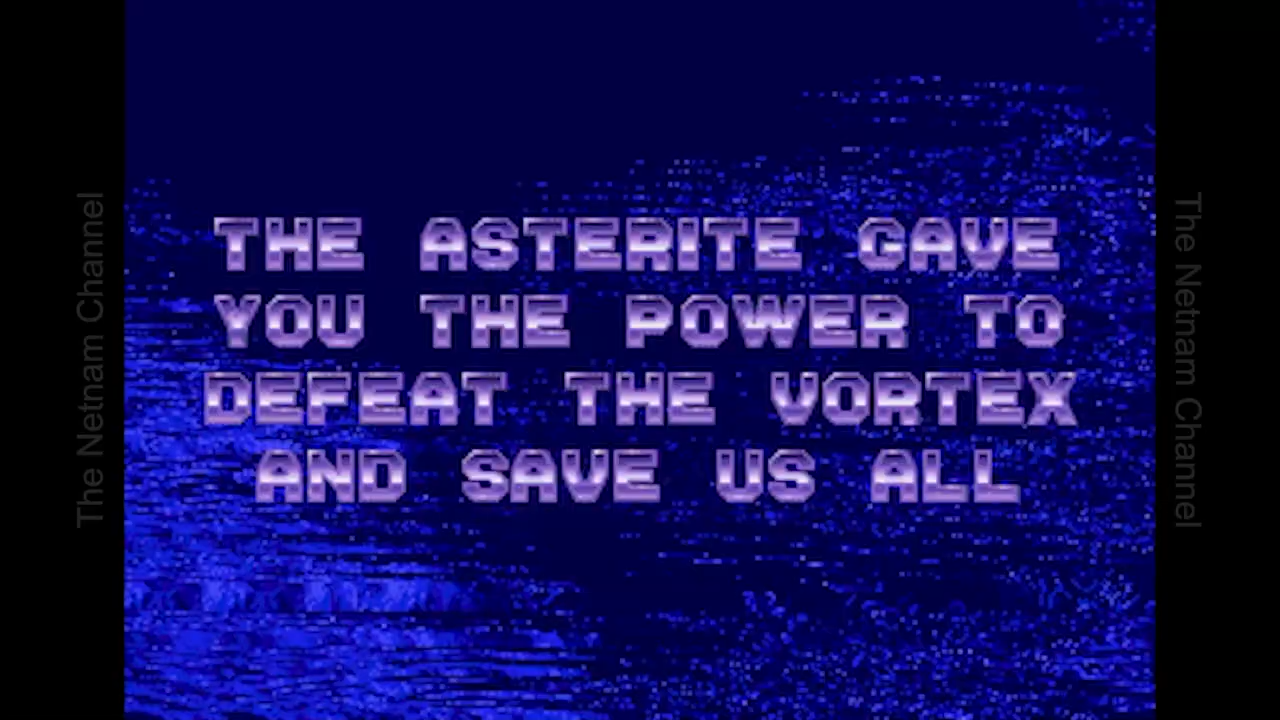 The Netnam Channel
THE ASTERITE GAVE
YOU THE POWER TO
DEFEAT THE VORTEX
AND SAVE US ALL
The Netnam Channel